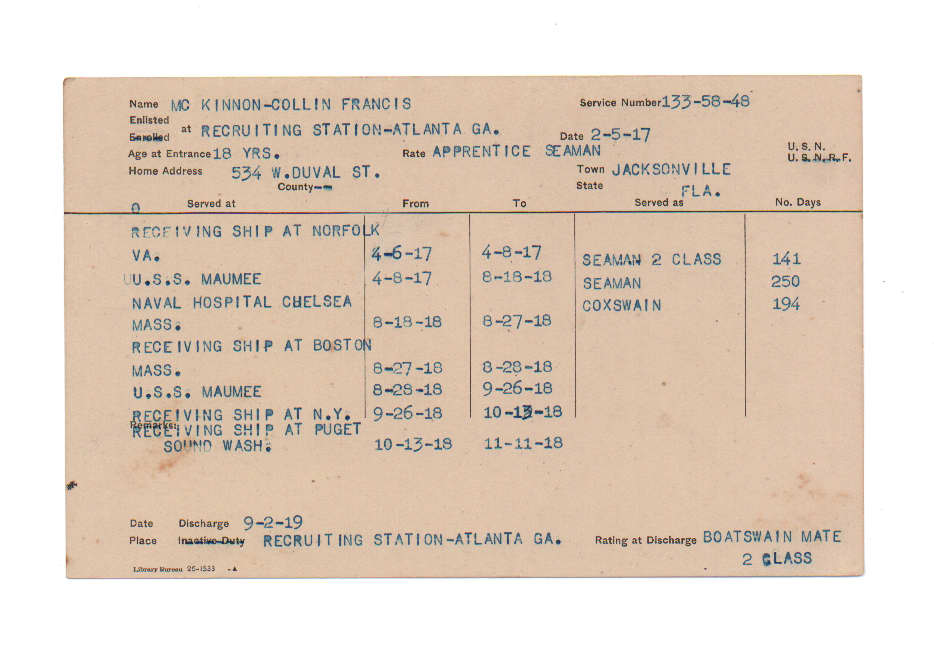 Name MC KINNON-COLLIN FRANCIS Service Number 133-58-48
Enlisted
Enrolled at RECRUITING STATION-ATLANTA GA. Date 2-5-17
Age at Entrance 18 YRS. Rate APPRENTICE SEAMAN U. S. N.
U. S. N. R. F.
Home Address 534 W.DUVAL ST. Town JACKSONVILLE
County-- State FLA.
Served at From To Served as No. Days
RECEIVING SHIP AT NORFOLK
VA. 4-6-17 4-8-17 SEAMAN 2 CLASS 141
U.S.S. MAUMEE 4-8-17 8-18-18 SEAMAN 250
NAVAL HOSPITAL CHELSEA COXSWAIN 194
MASS. 8-18-18 8-27-18
RECEIVING SHIP AT BOSTON
MASS. 8-27-18 8-28-18
U.S.S. MAUMEE 8-28-18 9-26-18
RECEIVING SHIP AT N.Y. 9-26-18 10-13-18
Remarks:
RECEIVING SHIP AT PUGET
SOUND WASH. 10-13-18 11-11-18
Date Discharge 9-2-19
Place Inactive Duty RECRUITING STATION-ATLANTA GA. Rating at Discharge BOATSWAIN MATE
2 CLASS
Library Bureau 25-1533 -A